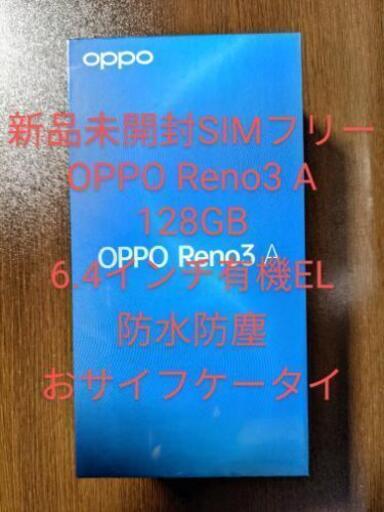 oppo
新品未開封SIMフリー
OPPO Reno3 A
128GB
OPPO Reno3 A
6.4インチ有機EL
防水防塵
おサイフケータイ